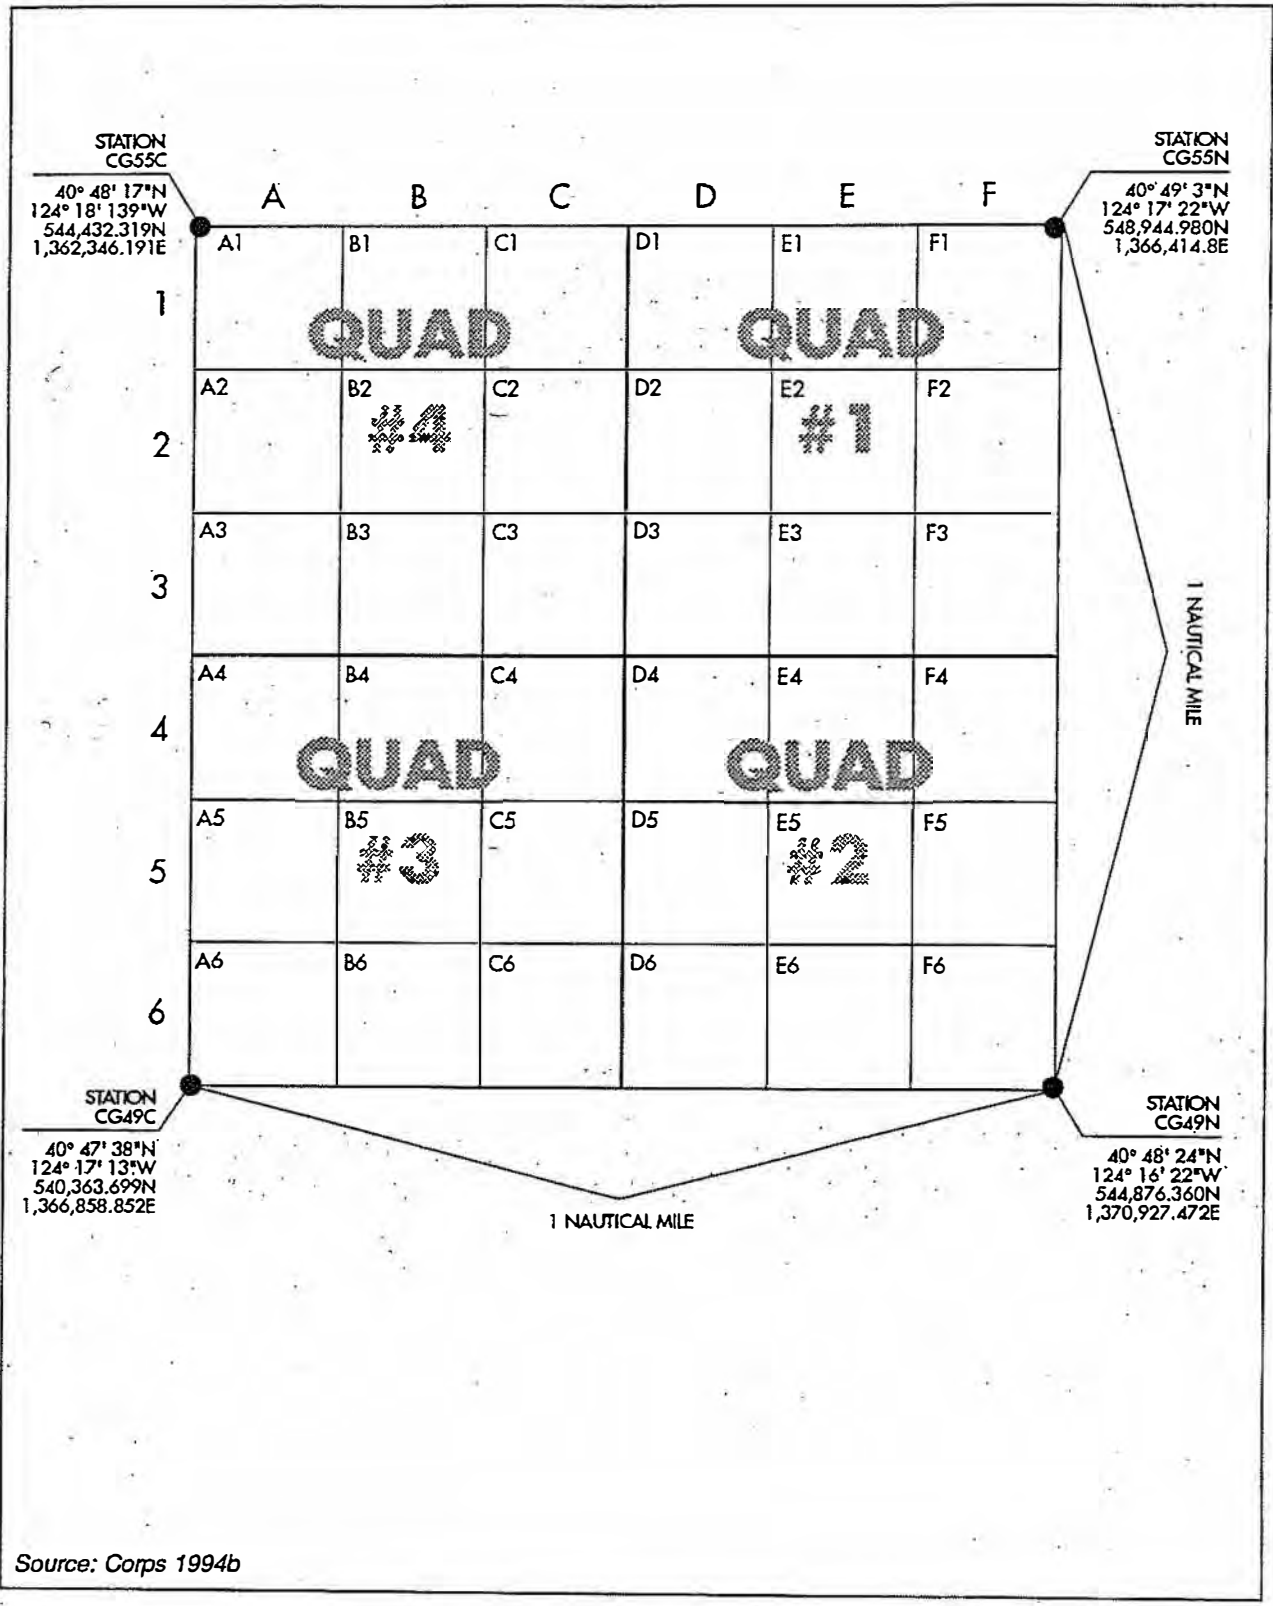 STATION
CG55C
40° 48' 17"N
124° 18' 139"W
544,432.319N
1,362,346.191E
STATION
CG55N
40° 49' 3"N
124° 17' 22"W
548,944.980N
1,366,414.8E
A B C D E F
1
A1 B1 C1 D1 E1 F1
QUAD QUAD
2
A2 B2 C2 D2 E2 F2
#4 #1
3
A3 B3 C3 D3 E3 F3
4
A4 B4 C4 D4 E4 F4
QUAD QUAD
5
A5 B5 C5 D5 E5 F5
#3 #2
6
A6 B6 C6 D6 E6 F6
1 NAUTICAL MILE
STATION
CG49C
40° 47' 38"N
124° 17' 13"W
540,363.699N
1,366,858.852E
1 NAUTICAL MILE
STATION
CG49N
40° 48' 24"N
124° 16' 22"W
544,876.360N
1,370,927.472E
Source: Corps 1994b